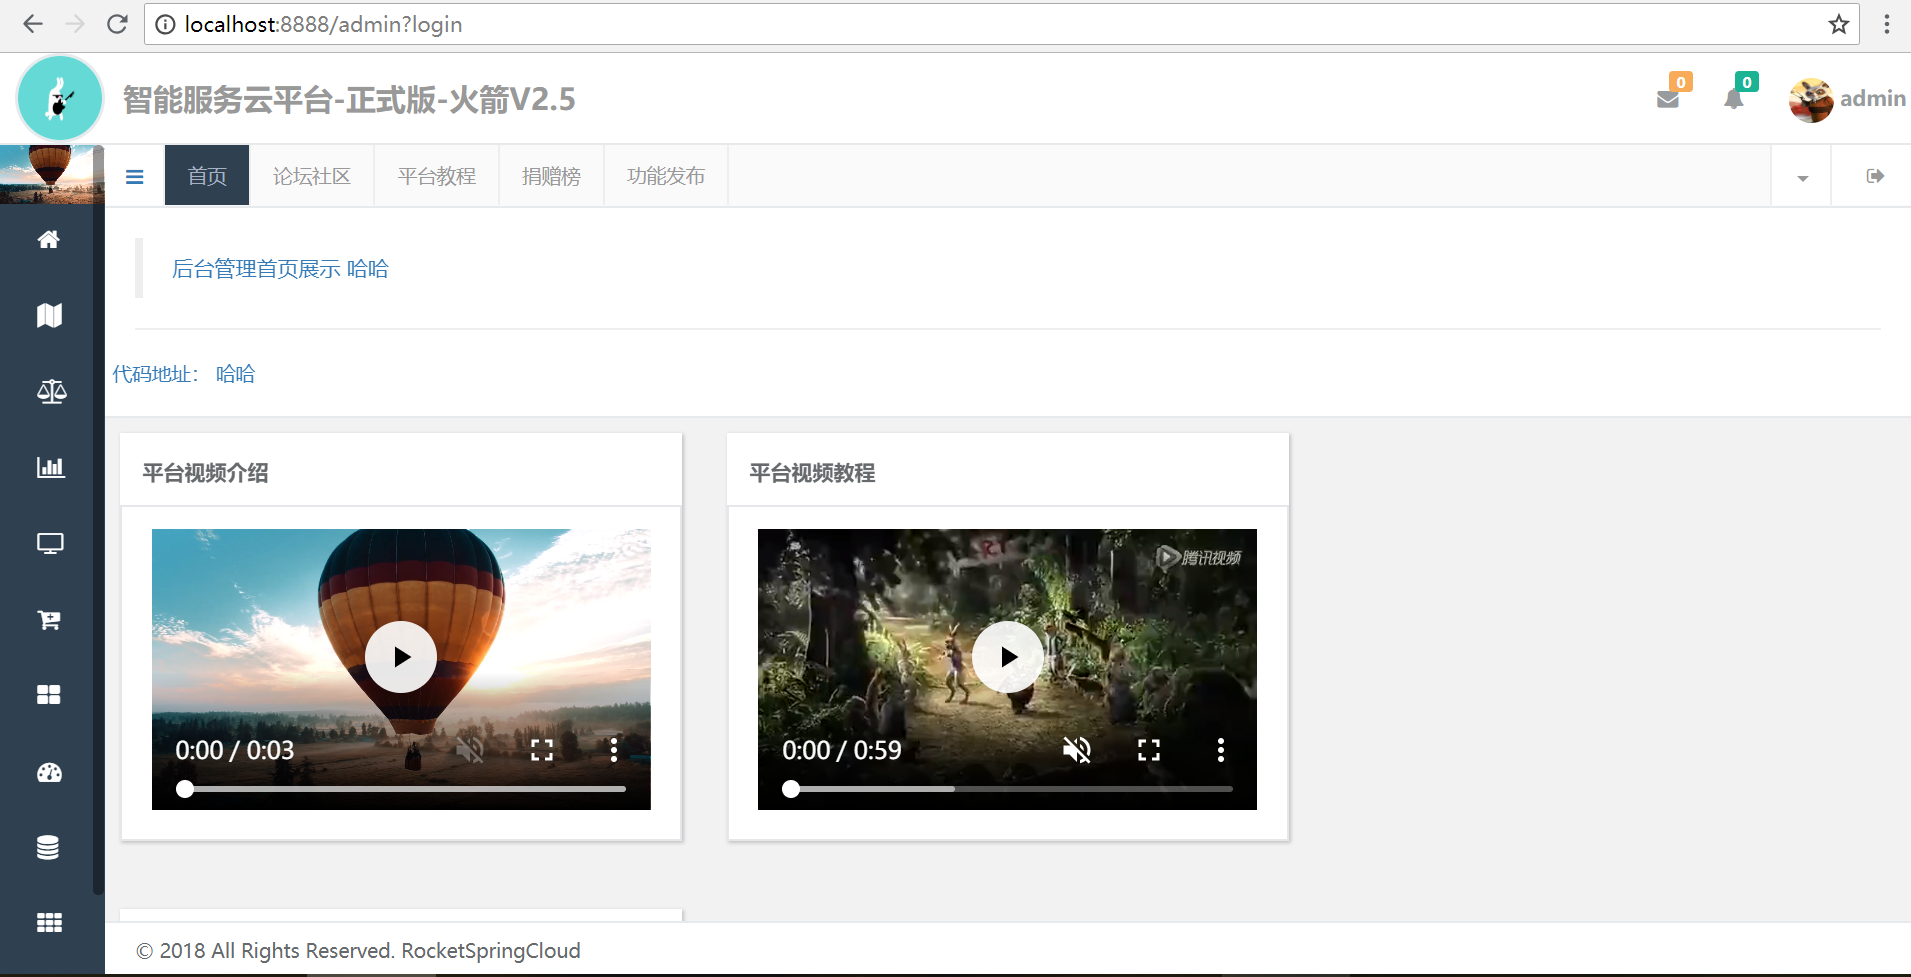 localhost:8888/admin?login
智能服务云平台-正式版-火箭V2.5
0
0
admin
首页
论坛社区
平台教程
捐赠榜
功能发布
后台管理首页展示 哈哈
代码地址： 哈哈
平台视频介绍
平台视频教程
腾讯视频
0:00 / 0:03
0:00 / 0:59
© 2018 All Rights Reserved. RocketSpringCloud